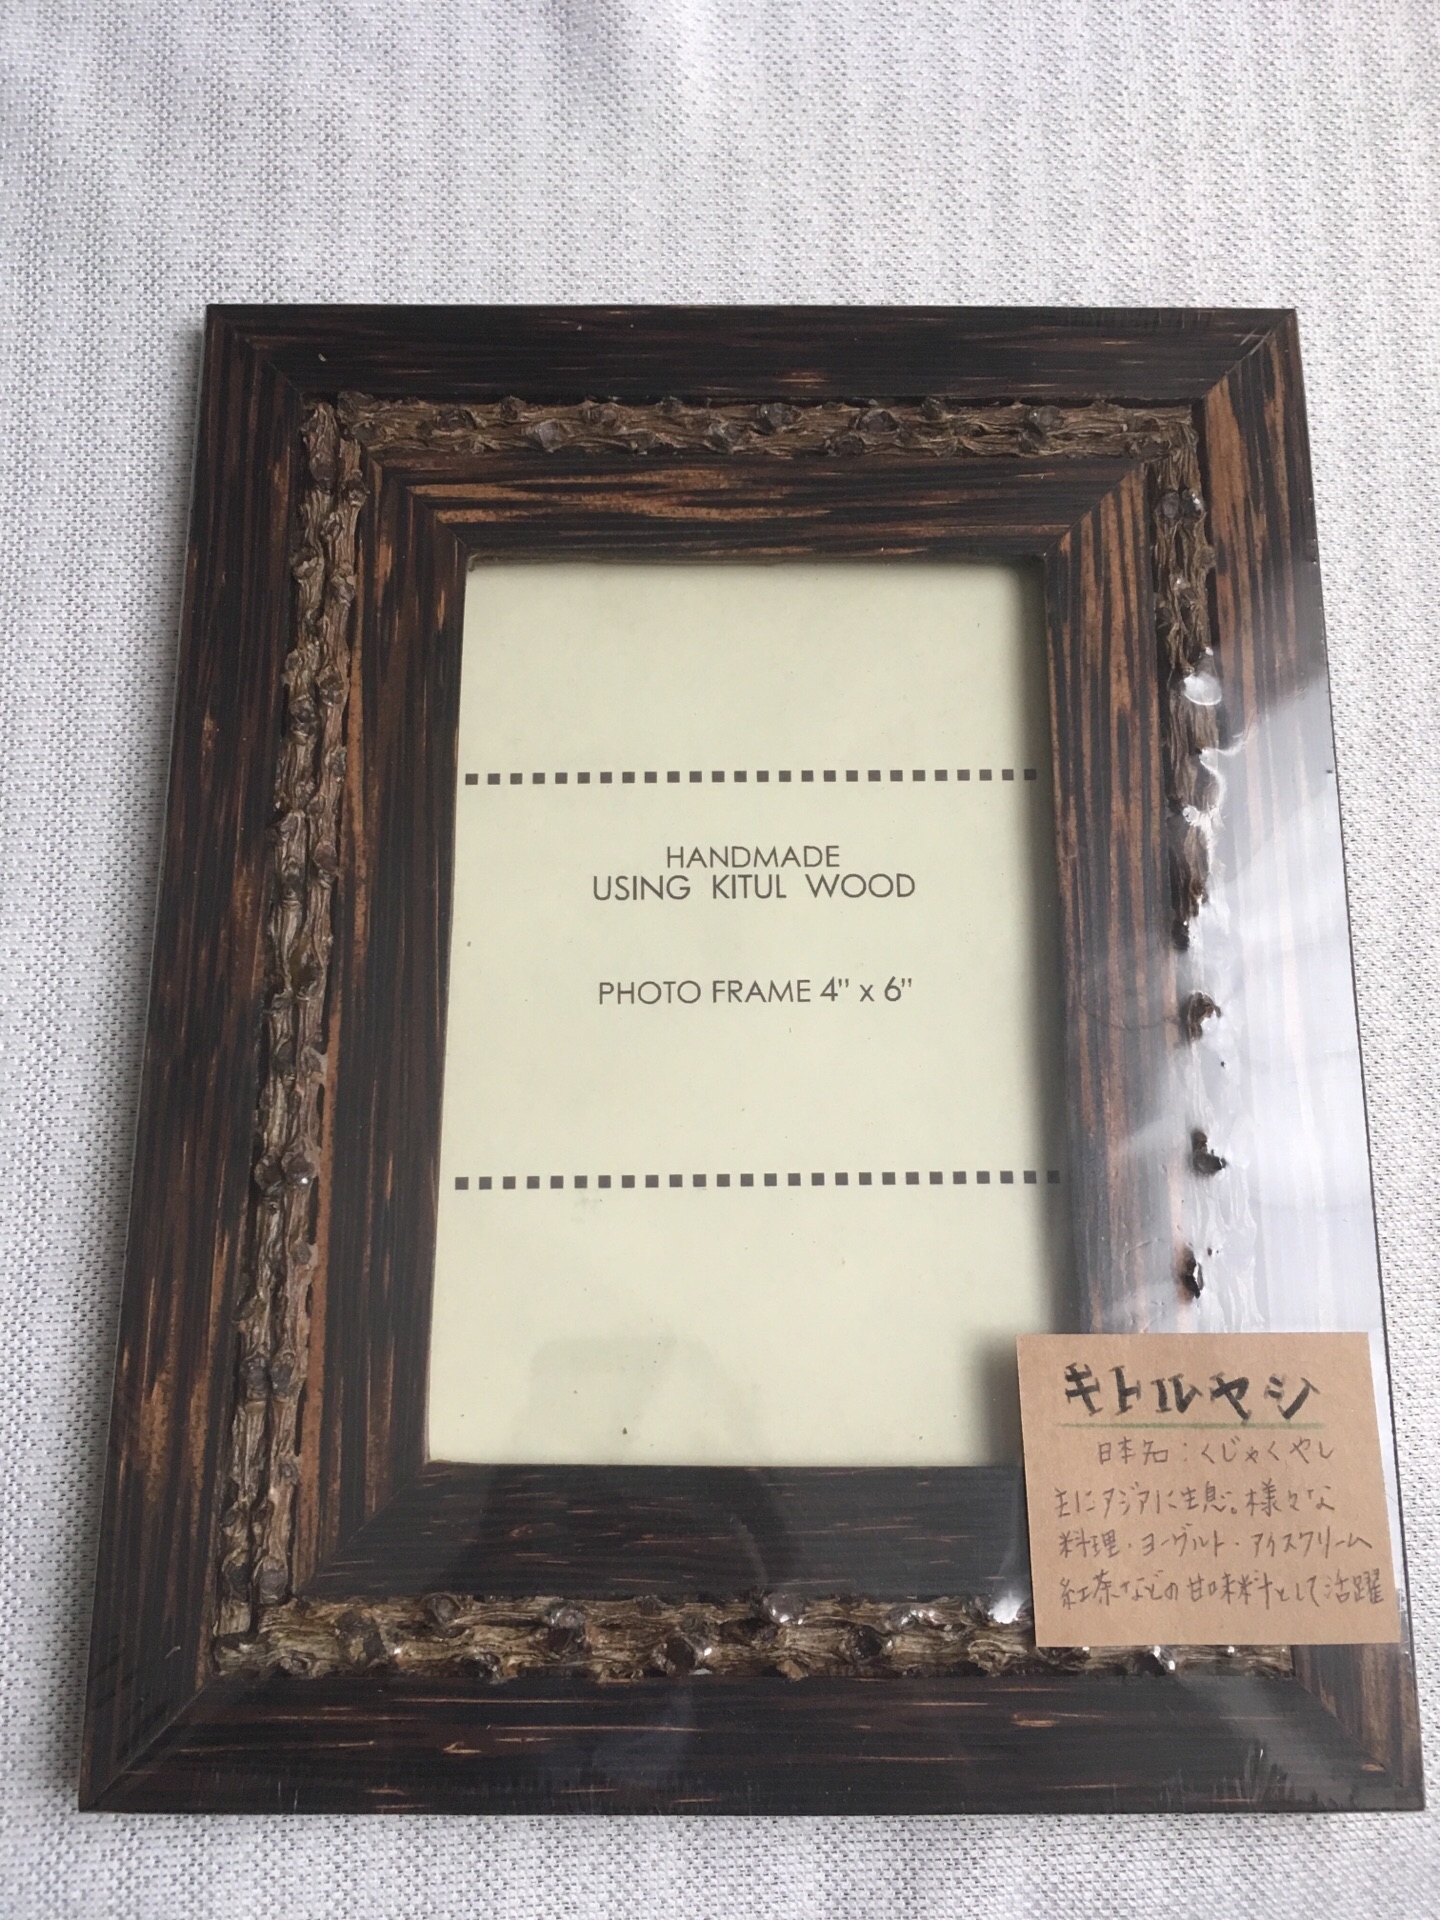 HANDMADE
USING KITUL WOOD
PHOTO FRAME 4" x 6"
キトルヤシ
日本名：くじゃくやし
主にアジアに生息。様々な
料理・ヨーグルト・アイスクリーム
紅茶などの甘味料として活躍